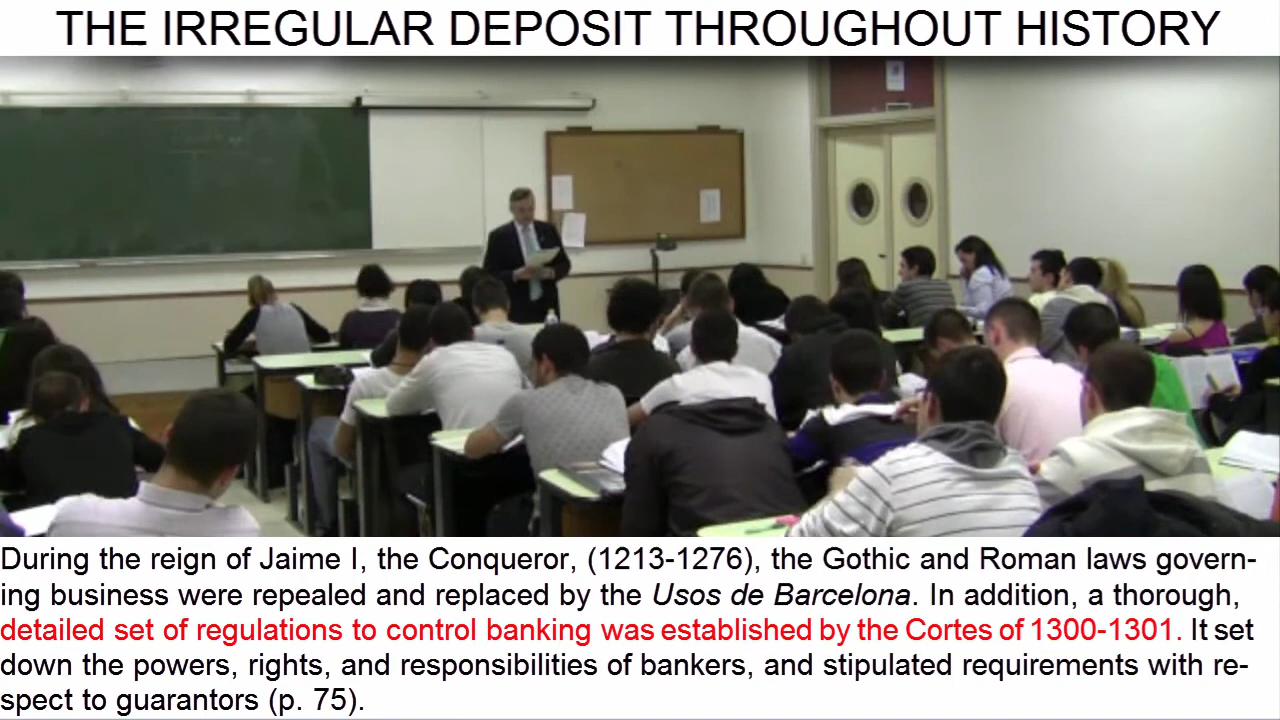 THE IRREGULAR DEPOSIT THROUGHOUT HISTORY
During the reign of Jaime I, the Conqueror, (1213-1276), the Gothic and Roman laws govern-
ing business were repealed and replaced by the Usos de Barcelona. In addition, a thorough,
detailed set of regulations to control banking was established by the Cortes of 1300-1301. It set
down the powers, rights, and responsibilities of bankers, and stipulated requirements with re-
spect to guarantors (p. 75).